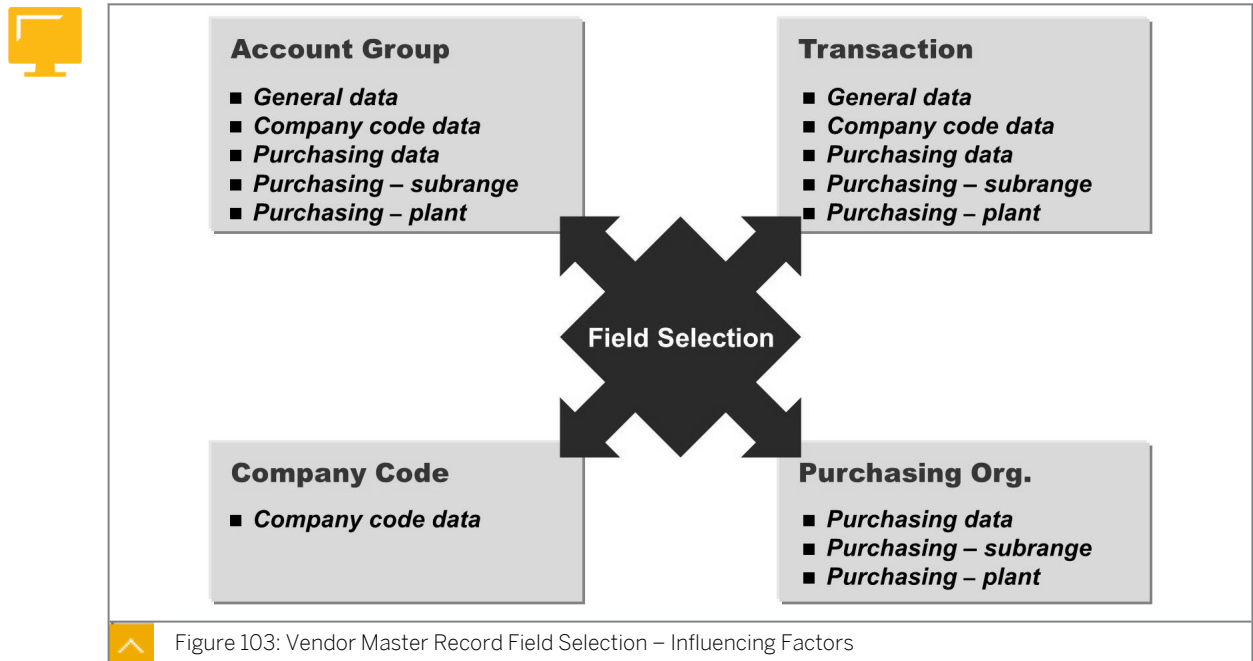 Account Group
■ General data
■ Company code data
■ Purchasing data
■ Purchasing – subrange
■ Purchasing – plant
Transaction
■ General data
■ Company code data
■ Purchasing data
■ Purchasing – subrange
■ Purchasing – plant
Field Selection
Company Code
■ Company code data
Purchasing Org.
■ Purchasing data
■ Purchasing – subrange
■ Purchasing – plant
Figure 103: Vendor Master Record Field Selection – Influencing Factors